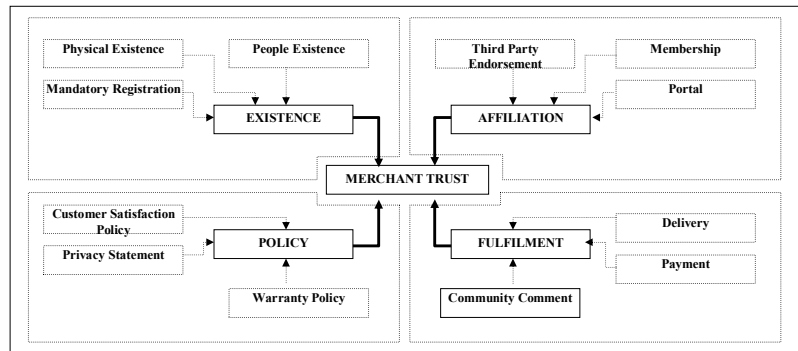 Physical Existence
People Existence
Mandatory Registration
EXISTENCE
Third Party
Endorsement
Membership
Portal
AFFILIATION
MERCHANT TRUST
Customer Satisfaction
Policy
Privacy Statement
POLICY
Warranty Policy
Delivery
FULFILMENT
Payment
Community Comment